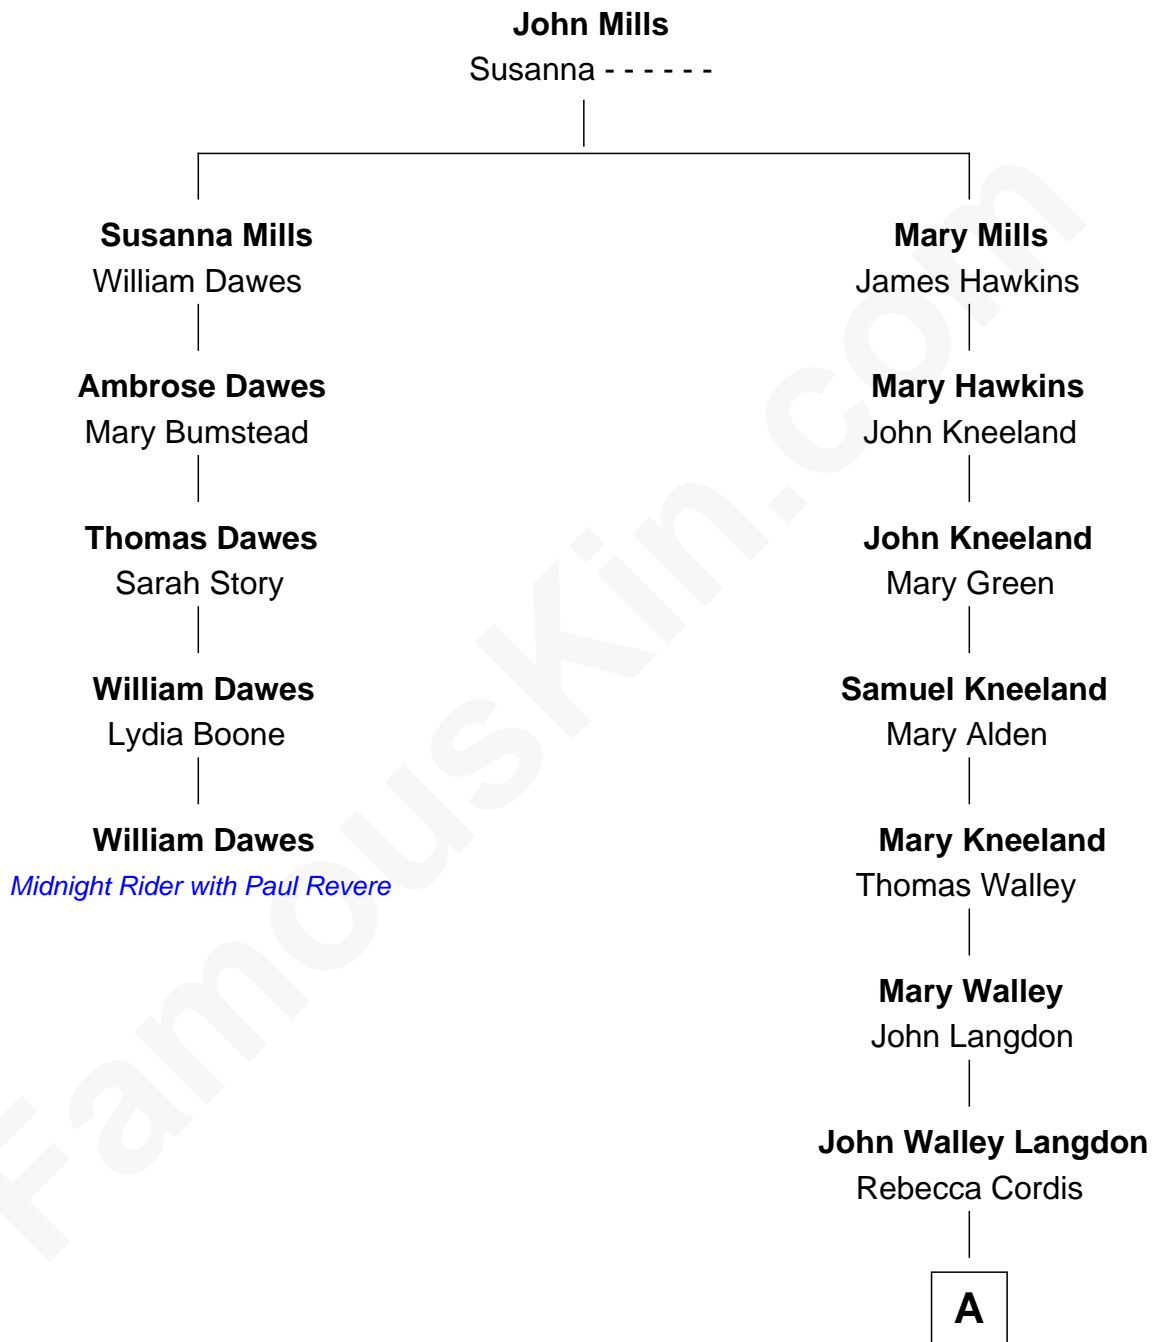 John Mills
Susanna - - - - - -
Susanna Mills
William Dawes
Mary Mills
James Hawkins
Ambrose Dawes
Mary Bumstead
Mary Hawkins
John Kneeland
Thomas Dawes
Sarah Story
John Kneeland
Mary Green
William Dawes
Lydia Boone
Samuel Kneeland
Mary Alden
William Dawes
Midnight Rider with Paul Revere
Mary Kneeland
Thomas Walley
Mary Walley
John Langdon
John Walley Langdon
Rebecca Cordis
A
FamousKin.com